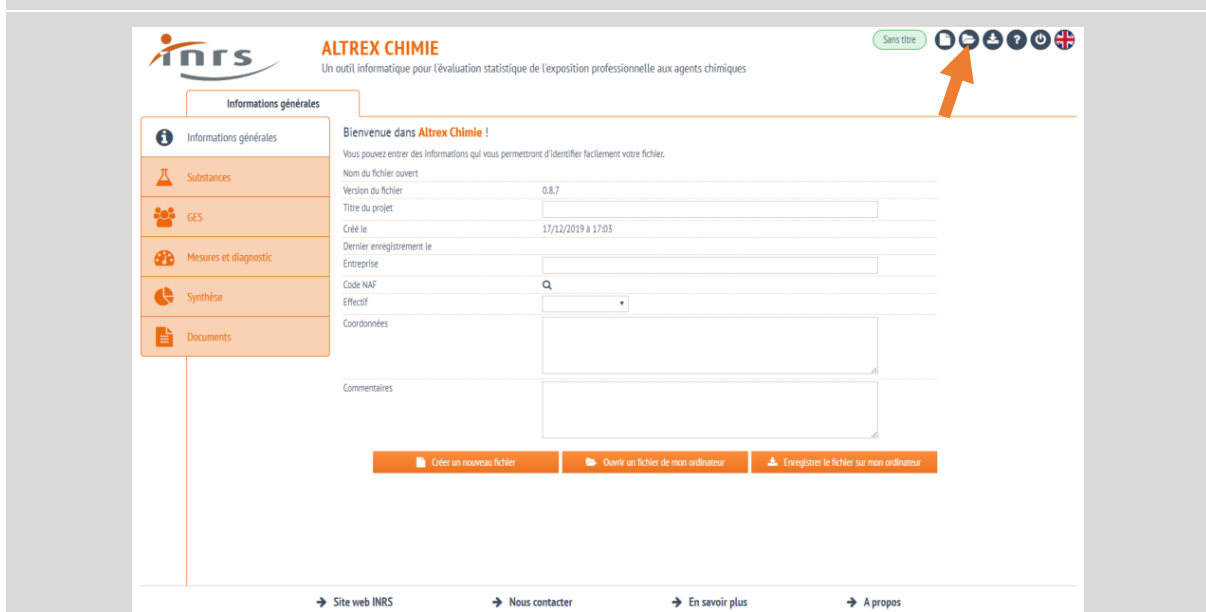 inrs
ALTREX CHIMIE
Un outil informatique pour l'évaluation statistique de l'exposition professionnelle aux agents chimiques
Sans titre
Informations générales
Informations générales
Substances
GES
Mesures et diagnostic
Synthèse
Documents
Bienvenue dans Altrex Chimie !
Vous pouvez entrer des informations qui vous permettront d'identifier facilement votre fichier.
Nom du fichier ouvert
Version du fichier 0.8.7
Titre du projet
Créé le 17/12/2019 à 17:03
Dernier enregistrement le
Entreprise
Code NAF
Effectif
Coordonnées
Commentaires
Créer un nouveau fichier Ouvrir un fichier de mon ordinateur Enregistrer le fichier sur mon ordinateur
Site web INRS Nous contacter En savoir plus A propos